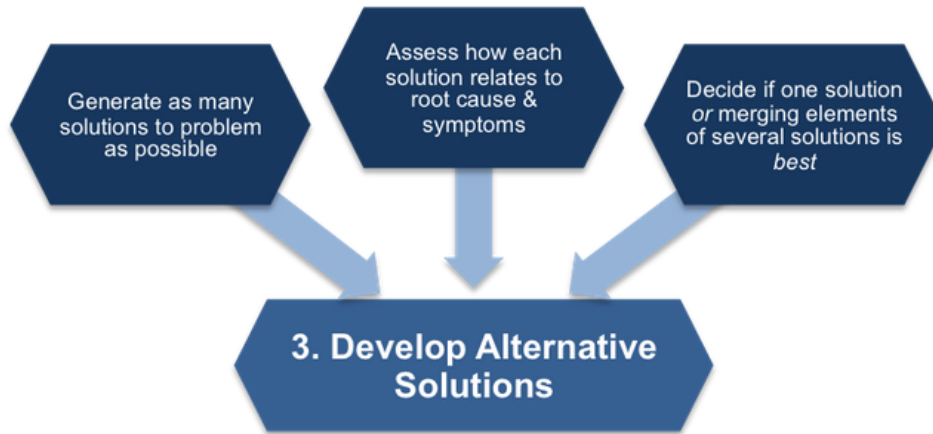 Generate as many
solutions to problem
as possible
Assess how each
solution relates to
root cause &
symptoms
Decide if one solution
or merging elements
of several solutions is
best
3. Develop Alternative
Solutions